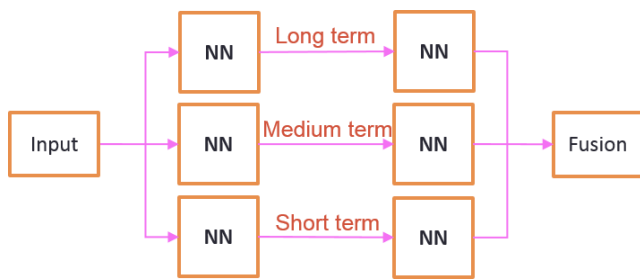 Long term
NN
NN
Medium term
Input
NN
NN
Fusion
Short term
NN
NN